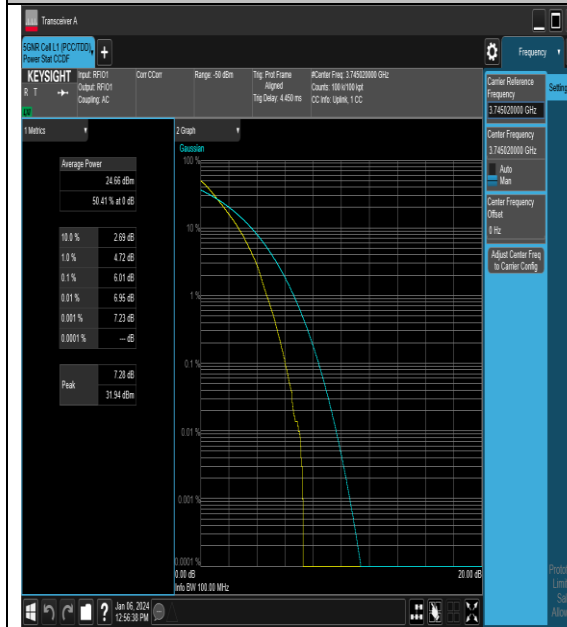 Transceiver A
5GNR Cell L1 (PCC/TDD),
Power Stat CCDF
Frequency
KEYSIGHT
R T
Input: RFIO1
Output: RFIO1
Coupling: AC
Corr CCorr
Range: -50 dBm
Trig: Prot Frame
Aligned
Trig Delay: 4.450 ms
#Center Freq: 3.745020000 GHz
Counts: 100 k/100 kpt
CC Info: Uplink, 1 CC
1 Metrics
Average Power
24.66 dBm
50.41 % at 0 dB
10.0 % 2.69 dB
1.0 % 4.72 dB
0.1 % 6.01 dB
0.01 % 6.95 dB
0.001 % 7.23 dB
0.0001 % --- dB
Peak
7.28 dB
31.94 dBm
2 Graph
Gaussian
100 %
10 %
1 %
0.1 %
0.01 %
0.001 %
0.0001 %
0.00 dB
20.00 dB
Info BW 100.00 MHz
Carrier Reference
Frequency
3.745020000 GHz
Center Frequency
3.745020000 GHz
Auto
Man
Center Frequency
Offset
0 Hz
Adjust Center Freq
to Carrier Config
Setting
Jan 06, 2024
12:56:38 PM